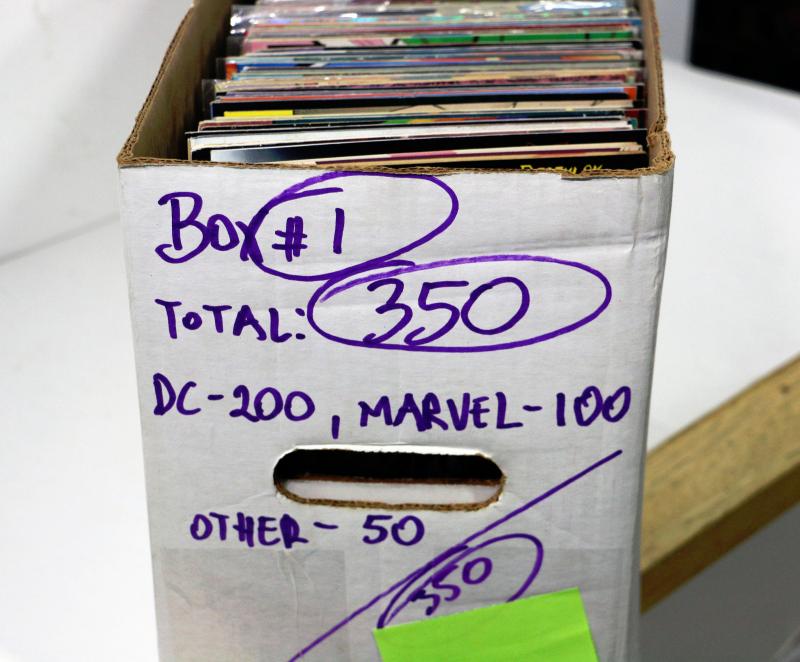 Box #1
TOTAL: 350
DC-200, MARVEL-100
OTHER- 50
350